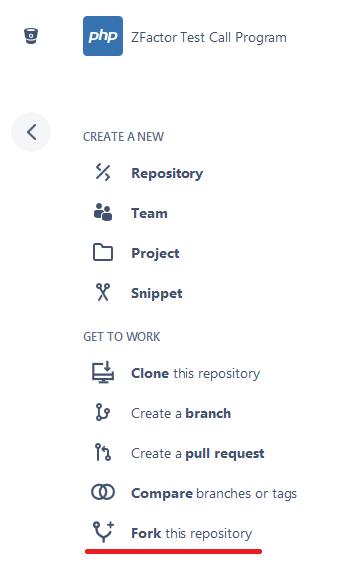 php ZFactor Test Call Program
CREATE A NEW
Repository
Team
Project
Snippet
GET TO WORK
Clone this repository
Create a branch
Create a pull request
Compare branches or tags
Fork this repository